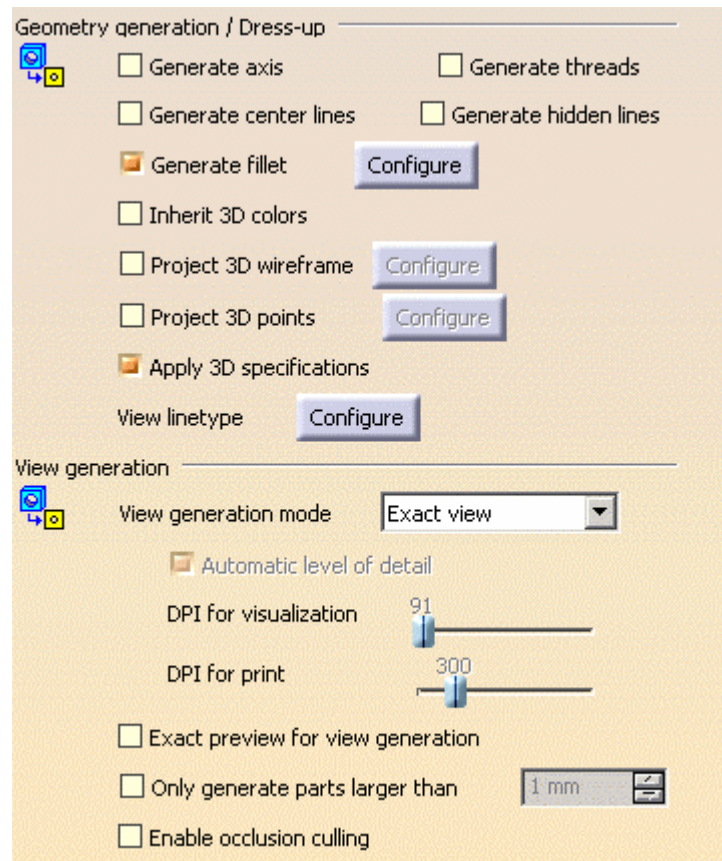 Geometry generation / Dress-up
Generate axis Generate threads
Generate center lines Generate hidden lines
Generate fillet Configure
Inherit 3D colors
Project 3D wireframe Configure
Project 3D points Configure
Apply 3D specifications
View linetype Configure
View generation
View generation mode Exact view
Automatic level of detail
DPI for visualization 91
DPI for print 300
Exact preview for view generation
Only generate parts larger than 1 mm
Enable occlusion culling